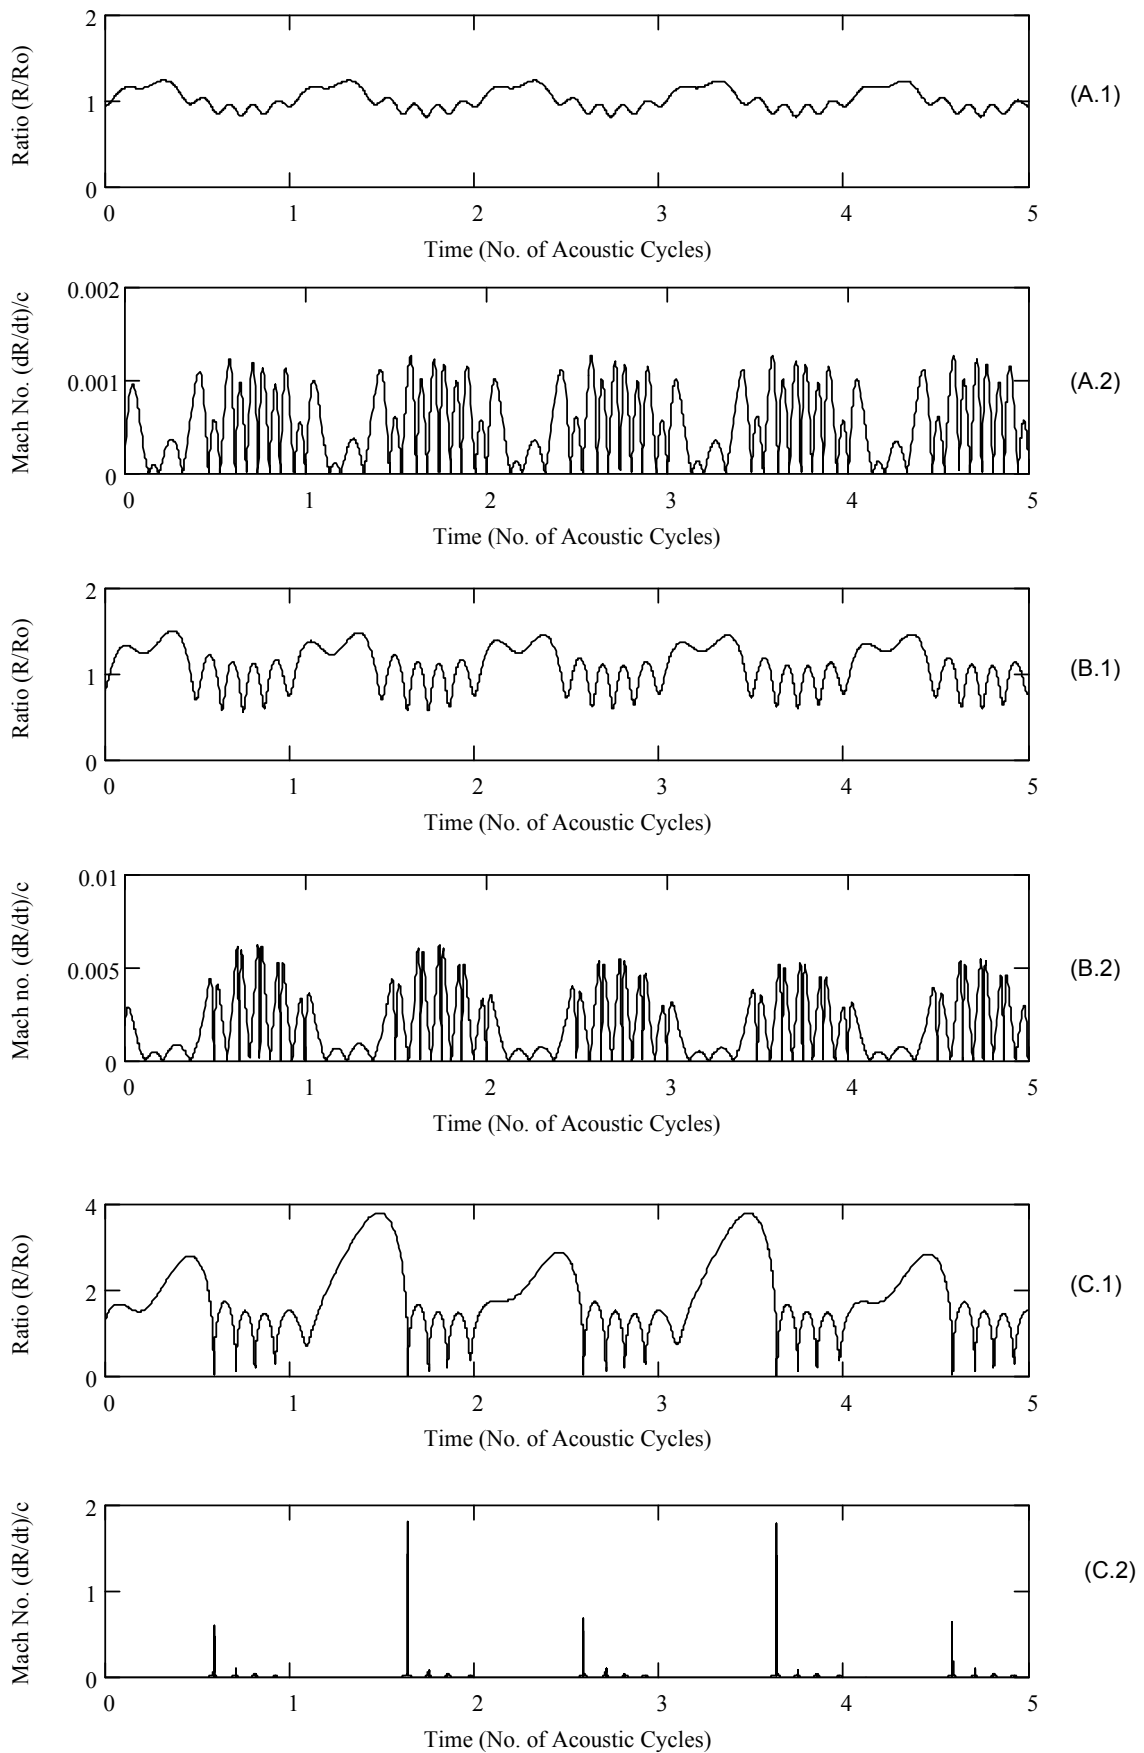 2
1
0
Ratio (R/Ro)
0 1 2 3 4 5
Time (No. of Acoustic Cycles)
(A.1)
0.002
0.001
0
Mach No. (dR/dt)/c
0 1 2 3 4 5
Time (No. of Acoustic Cycles)
(A.2)
2
1
0
Ratio (R/Ro)
0 1 2 3 4 5
Time (No. of Acoustic Cycles)
(B.1)
0.01
0.005
0
Mach no. (dR/dt)/c
0 1 2 3 4 5
Time (No. of Acoustic Cycles)
(B.2)
4
2
0
Ratio (R/Ro)
0 1 2 3 4 5
Time (No. of Acoustic Cycles)
(C.1)
2
1
0
Mach No. (dR/dt)/c
0 1 2 3 4 5
Time (No. of Acoustic Cycles)
(C.2)